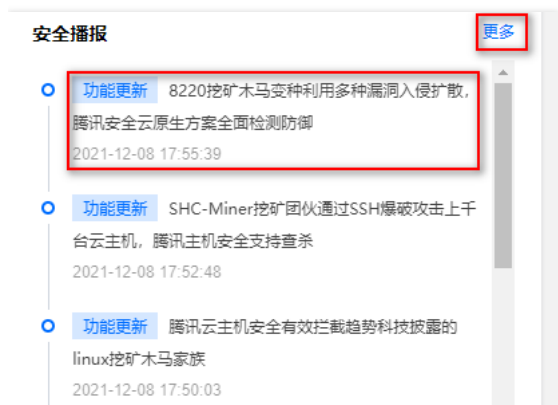 安全播报
更多
功能更新 8220挖矿木马变种利用多种漏洞入侵扩散，
腾讯安全云原生方案全面检测防御
2021-12-08 17:55:39
功能更新 SHC-Miner挖矿团伙通过SSH爆破攻击上千
台云主机，腾讯主机安全支持查杀
2021-12-08 17:52:48
功能更新 腾讯云主机安全有效拦截趋势科技披露的
linux挖矿木马家族
2021-12-08 17:50:03